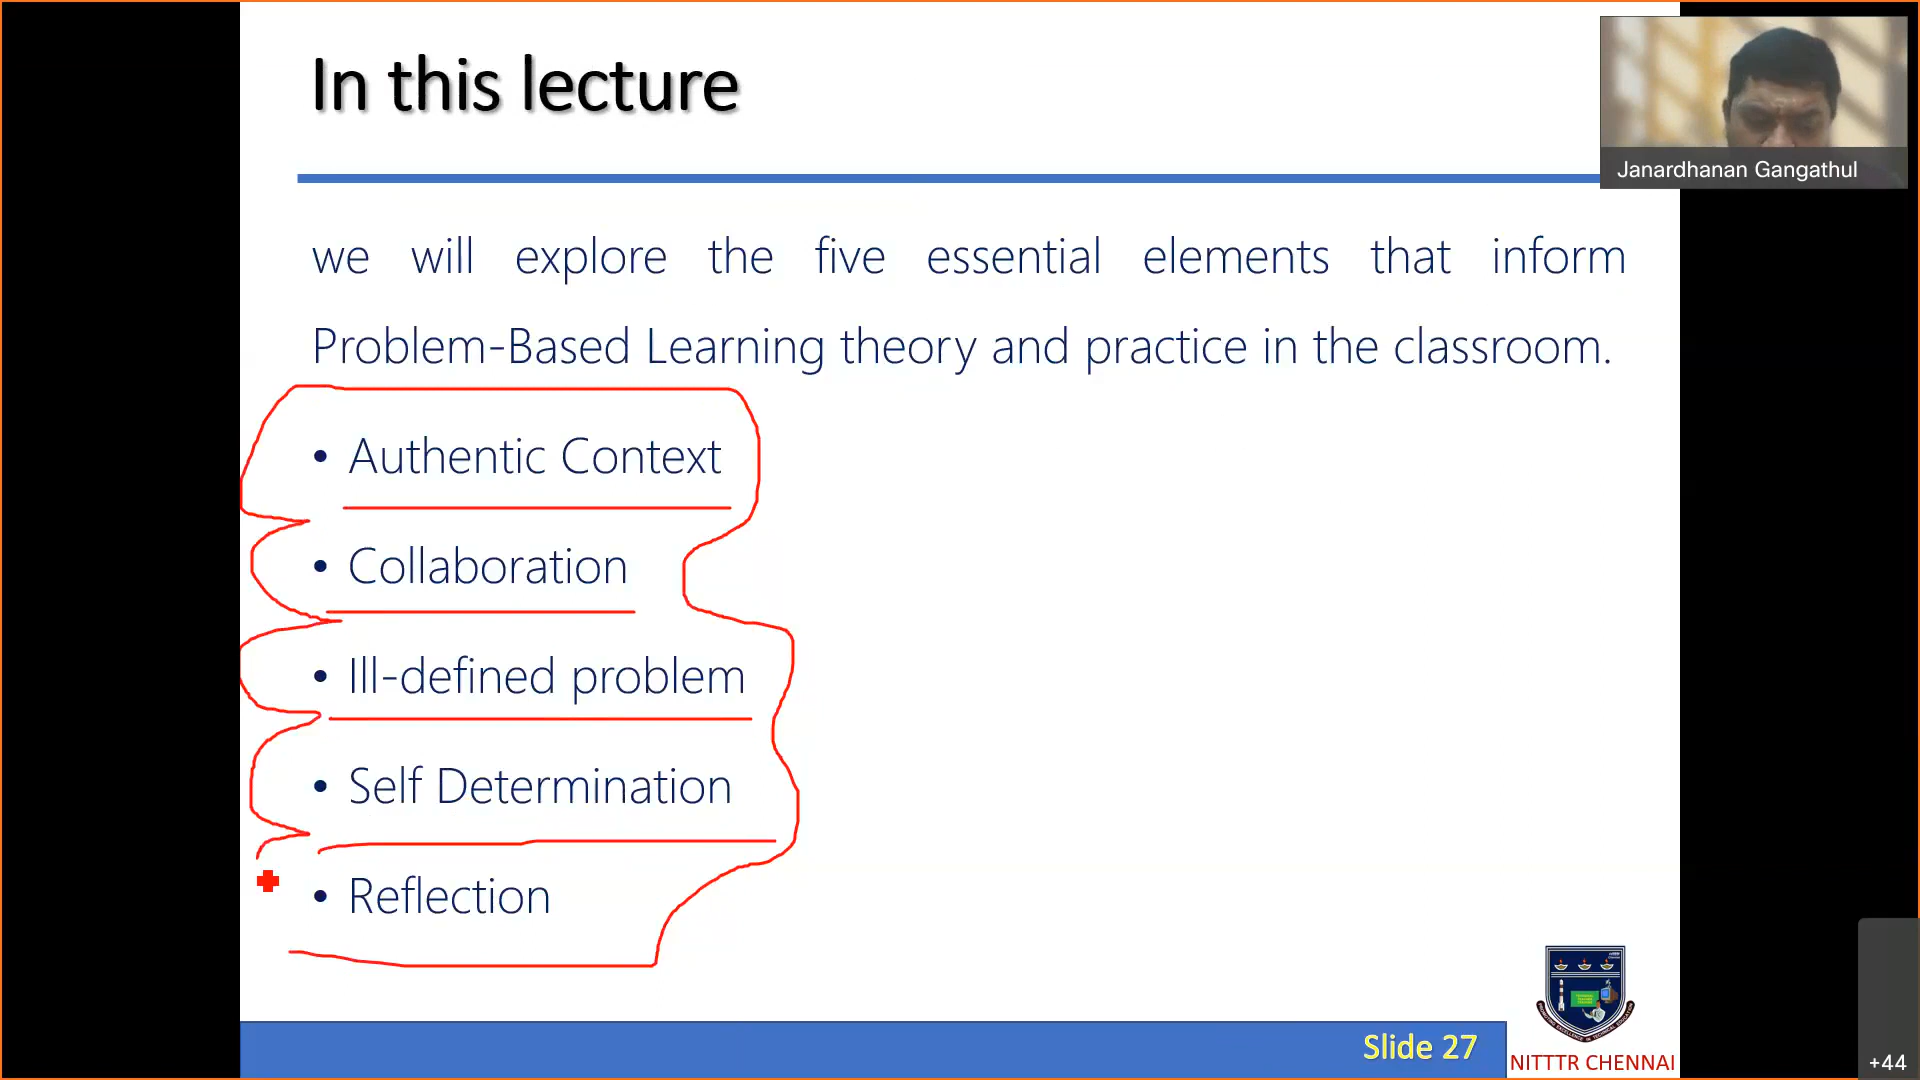 In this lecture
Janardhanan Gangathul
we will explore the five essential elements that inform
Problem-Based Learning theory and practice in the classroom.
• Authentic Context
• Collaboration
• Ill-defined problem
• Self Determination
• Reflection
Slide 27
NITTTR CHENNAI
+44